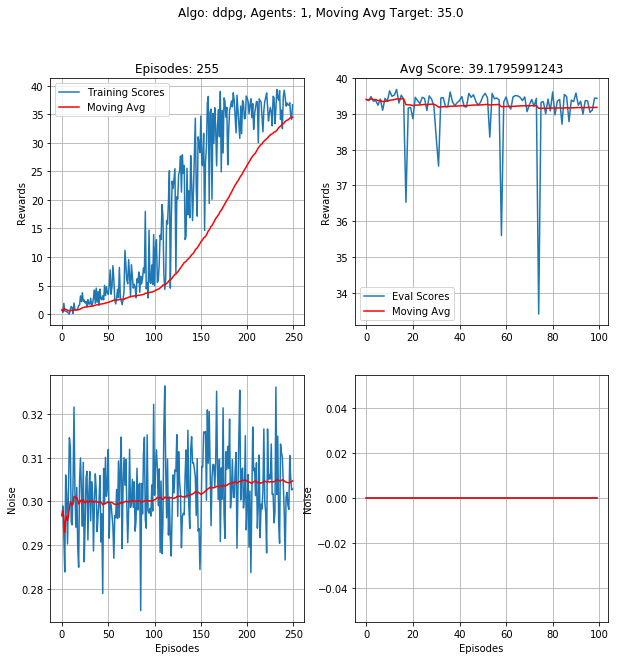 Algo: ddpg, Agents: 1, Moving Avg Target: 35.0
Episodes: 255
Rewards
40
35
30
25
20
15
10
5
0
Training Scores
Moving Avg
0 50 100 150 200 250
Avg Score: 39.1795991243
Rewards
40
39
38
37
36
35
34
Eval Scores
Moving Avg
0 20 40 60 80 100
Noise
0.32
0.31
0.30
0.29
0.28
0 50 100 150 200 250
Episodes
Noise
0.04
0.02
0.00
−0.02
−0.04
0 20 40 60 80 100
Episodes